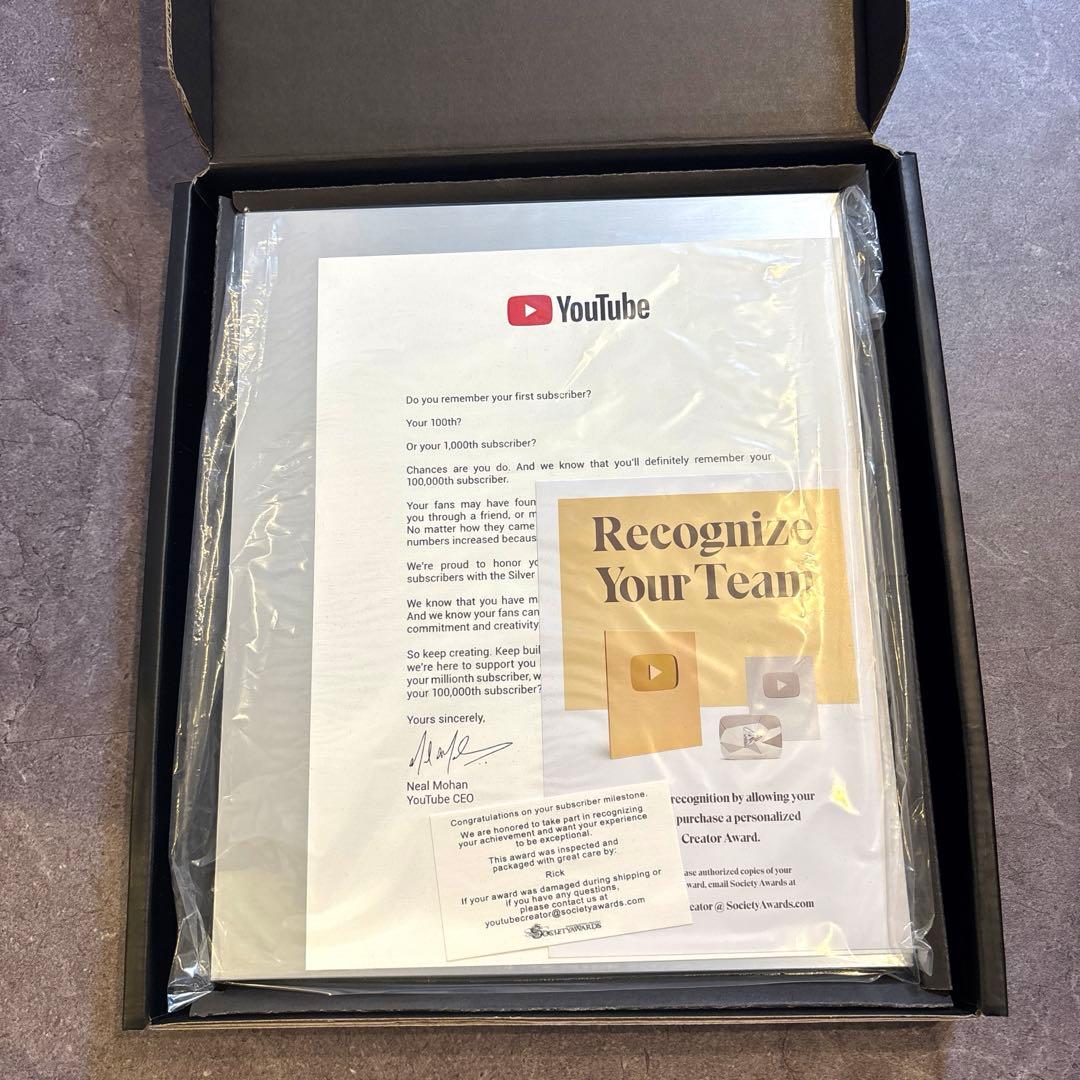 YouTube
Do you remember your first subscriber?
Your 100th?
Or your 1,000th subscriber?
Chances are you do. And we know that you'll definitely remember your
100,000th subscriber.
Your fans may have foun
you through a friend, or m
No matter how they came
numbers increased becaus
We're proud to honor yo
subscribers with the Silver
We know that you have m
And we know your fans can
commitment and creativity
So keep creating. Keep buil
we're here to support you
your millionth subscriber, w
your 100,000th subscriber?
Yours sincerely,
Neal Mohan
YouTube CEO
Recognize
Your Team
recognition by allowing your
purchase a personalized
Creator Award.
ase authorized copies of your
ward, email Society Awards at
eator@SocietyAwards.com
Congratulations on your subscriber milestone.
We are honored to take part in recognizing
your achievement and want your experience
to be exceptional.
This award was inspected and
packaged with great care by:
Rick
If your award was damaged during shipping or
if you have any questions,
please contact us at
youtubecreator@societyawards.com
SOCIETYAWARDS